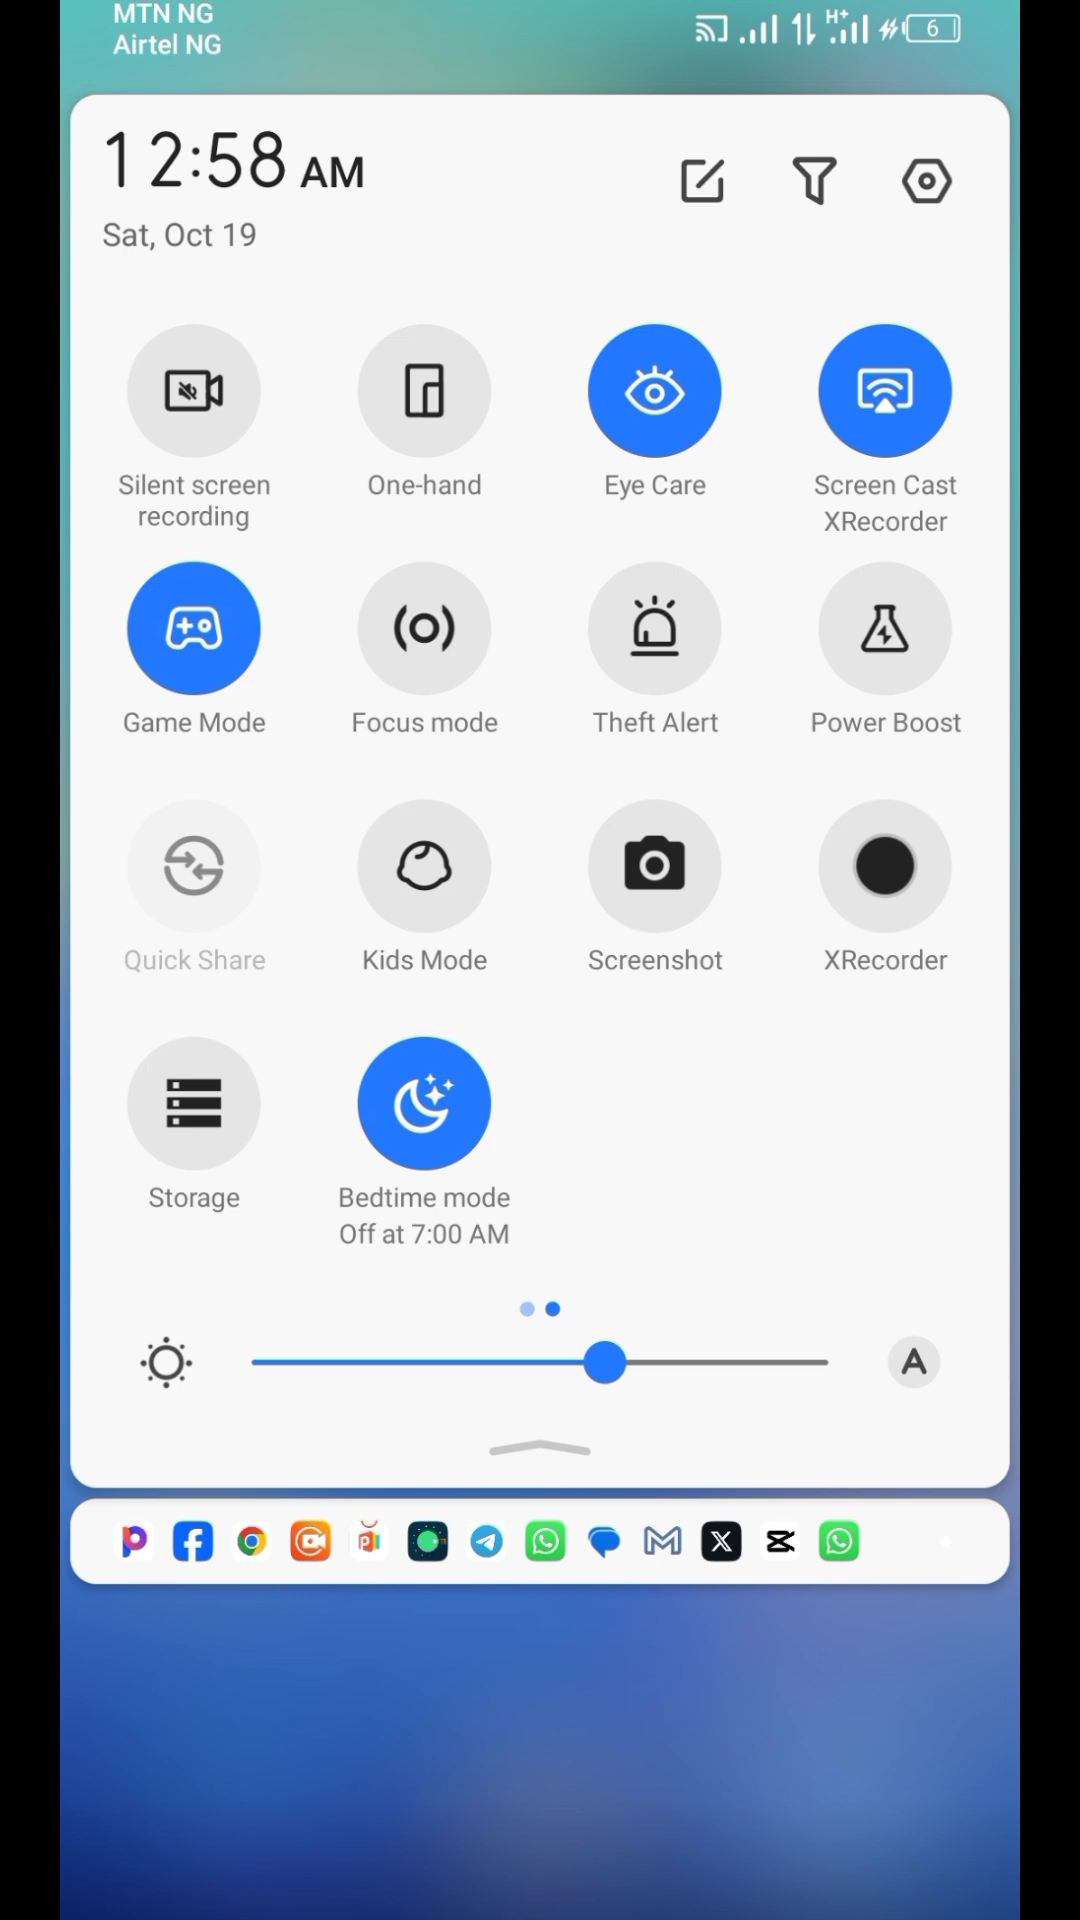 MTN NG
Airtel NG
H+
6
12:58 AM
Sat, Oct 19
Silent screen
recording
One-hand
Eye Care
Screen Cast
XRecorder
Game Mode
Focus mode
Theft Alert
Power Boost
Quick Share
Kids Mode
Screenshot
XRecorder
Storage
Bedtime mode
Off at 7:00 AM
A